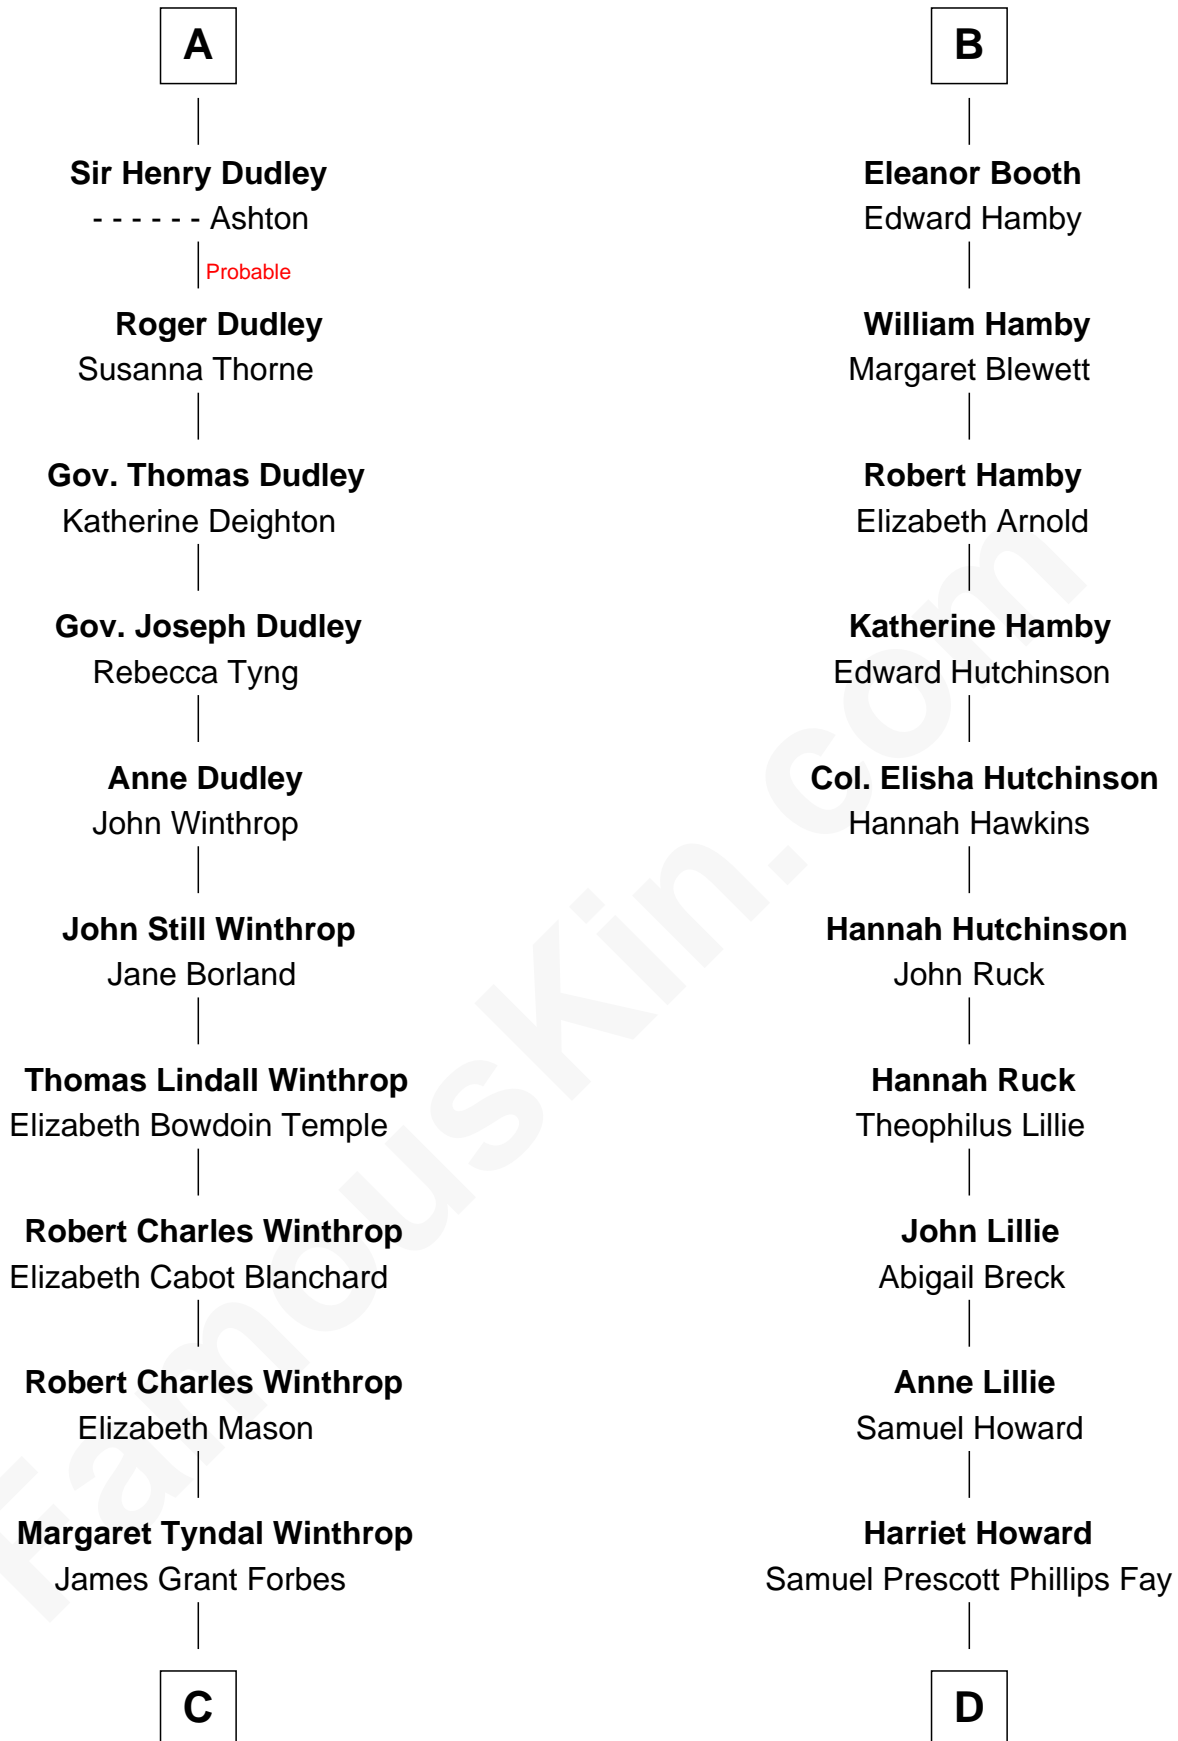 A
Sir Henry Dudley
- - - - - - Ashton
Probable
Roger Dudley
Susanna Thorne
Gov. Thomas Dudley
Katherine Deighton
Gov. Joseph Dudley
Rebecca Tyng
Anne Dudley
John Winthrop
John Still Winthrop
Jane Borland
Thomas Lindall Winthrop
Elizabeth Bowdoin Temple
Robert Charles Winthrop
Elizabeth Cabot Blanchard
Robert Charles Winthrop
Elizabeth Mason
Margaret Tyndal Winthrop
James Grant Forbes
C
B
Eleanor Booth
Edward Hamby
William Hamby
Margaret Blewett
Robert Hamby
Elizabeth Arnold
Katherine Hamby
Edward Hutchinson
Col. Elisha Hutchinson
Hannah Hawkins
Hannah Hutchinson
John Ruck
Hannah Ruck
Theophilus Lillie
John Lillie
Abigail Breck
Anne Lillie
Samuel Howard
Harriet Howard
Samuel Prescott Phillips Fay
D
FamousKin.com